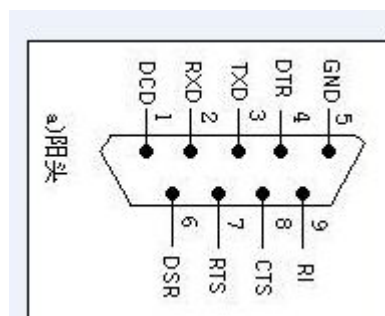 DCD RXD TXD DTR GND
1 2 3 4 5
a)阳头
6 7 8 9
DSR RTS CTS RI